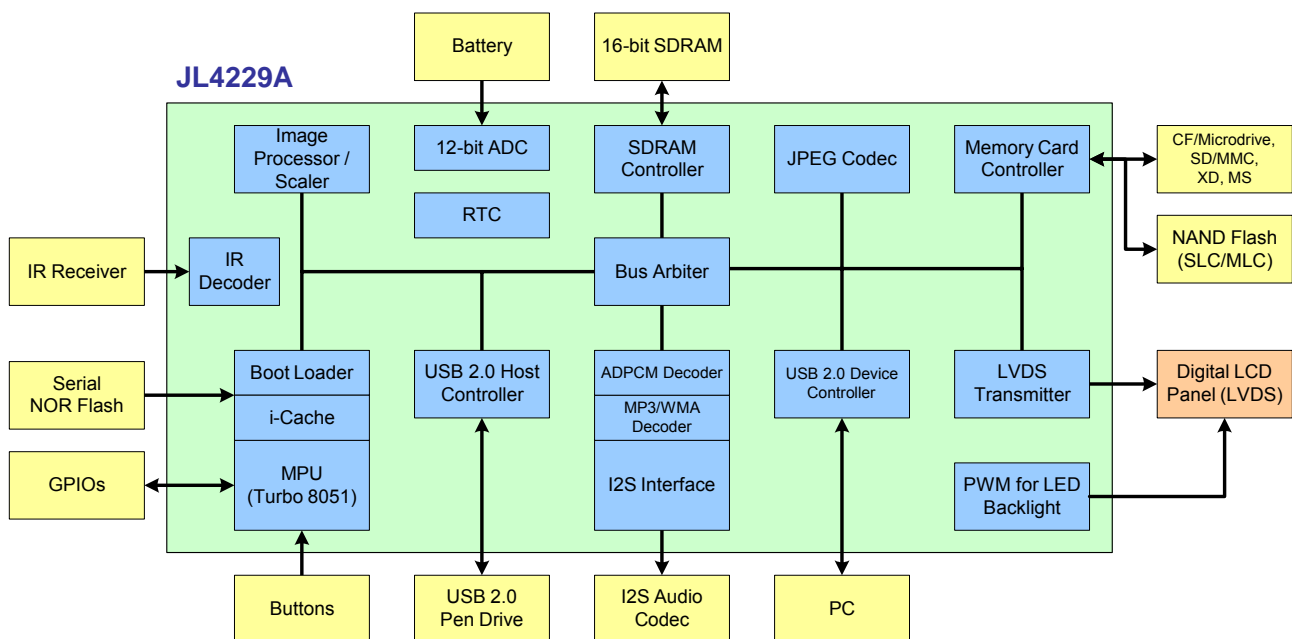 Battery
16-bit SDRAM
JL4229A
Image
Processor /
Scaler
12-bit ADC
SDRAM
Controller
JPEG Codec
Memory Card
Controller
CF/Microdrive,
SD/MMC,
XD, MS
RTC
IR Receiver
IR
Decoder
Bus Arbiter
NAND Flash
(SLC/MLC)
Serial
NOR Flash
Boot Loader
i-Cache
MPU
(Turbo 8051)
USB 2.0 Host
Controller
ADPCM Decoder
MP3/WMA
Decoder
I2S Interface
USB 2.0 Device
Controller
LVDS
Transmitter
Digital LCD
Panel (LVDS)
GPIOs
PWM for LED
Backlight
Buttons
USB 2.0
Pen Drive
I2S Audio
Codec
PC